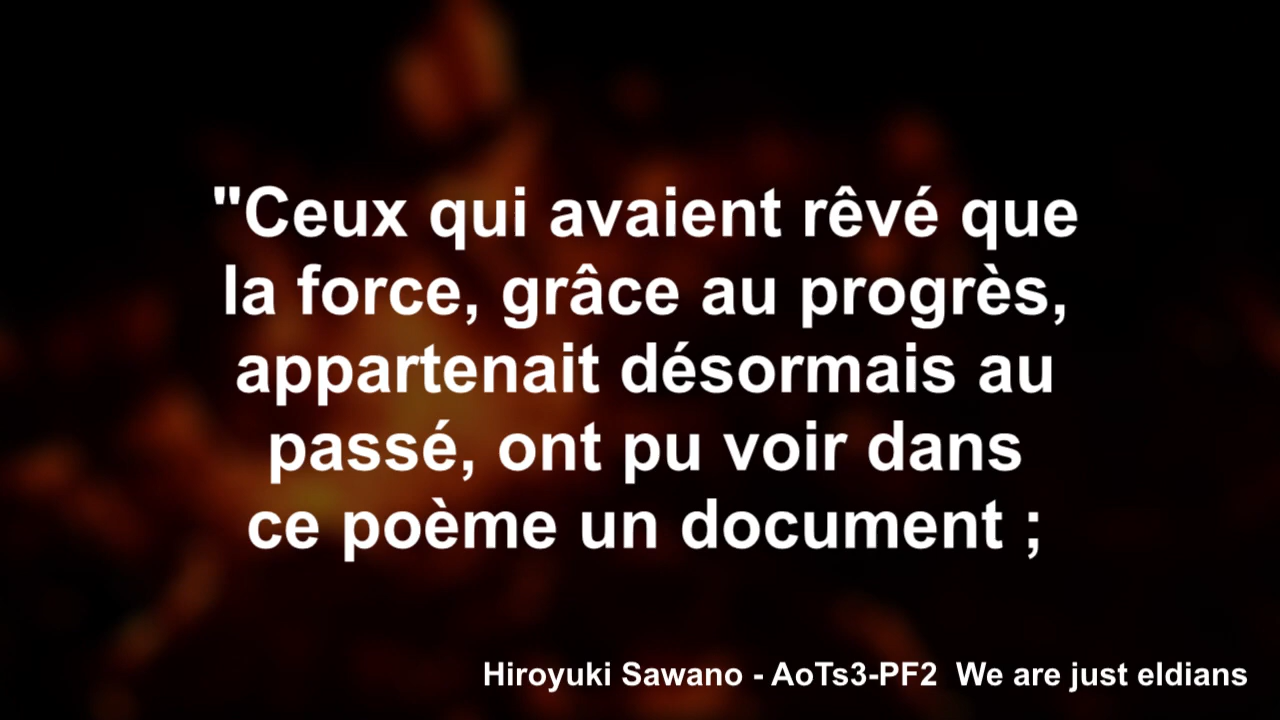 "Ceux qui avaient rêvé que
la force, grâce au progrès,
appartenait désormais au
passé, ont pu voir dans
ce poème un document ;
Hiroyuki Sawano - AoTs3-PF2  We are just eldians